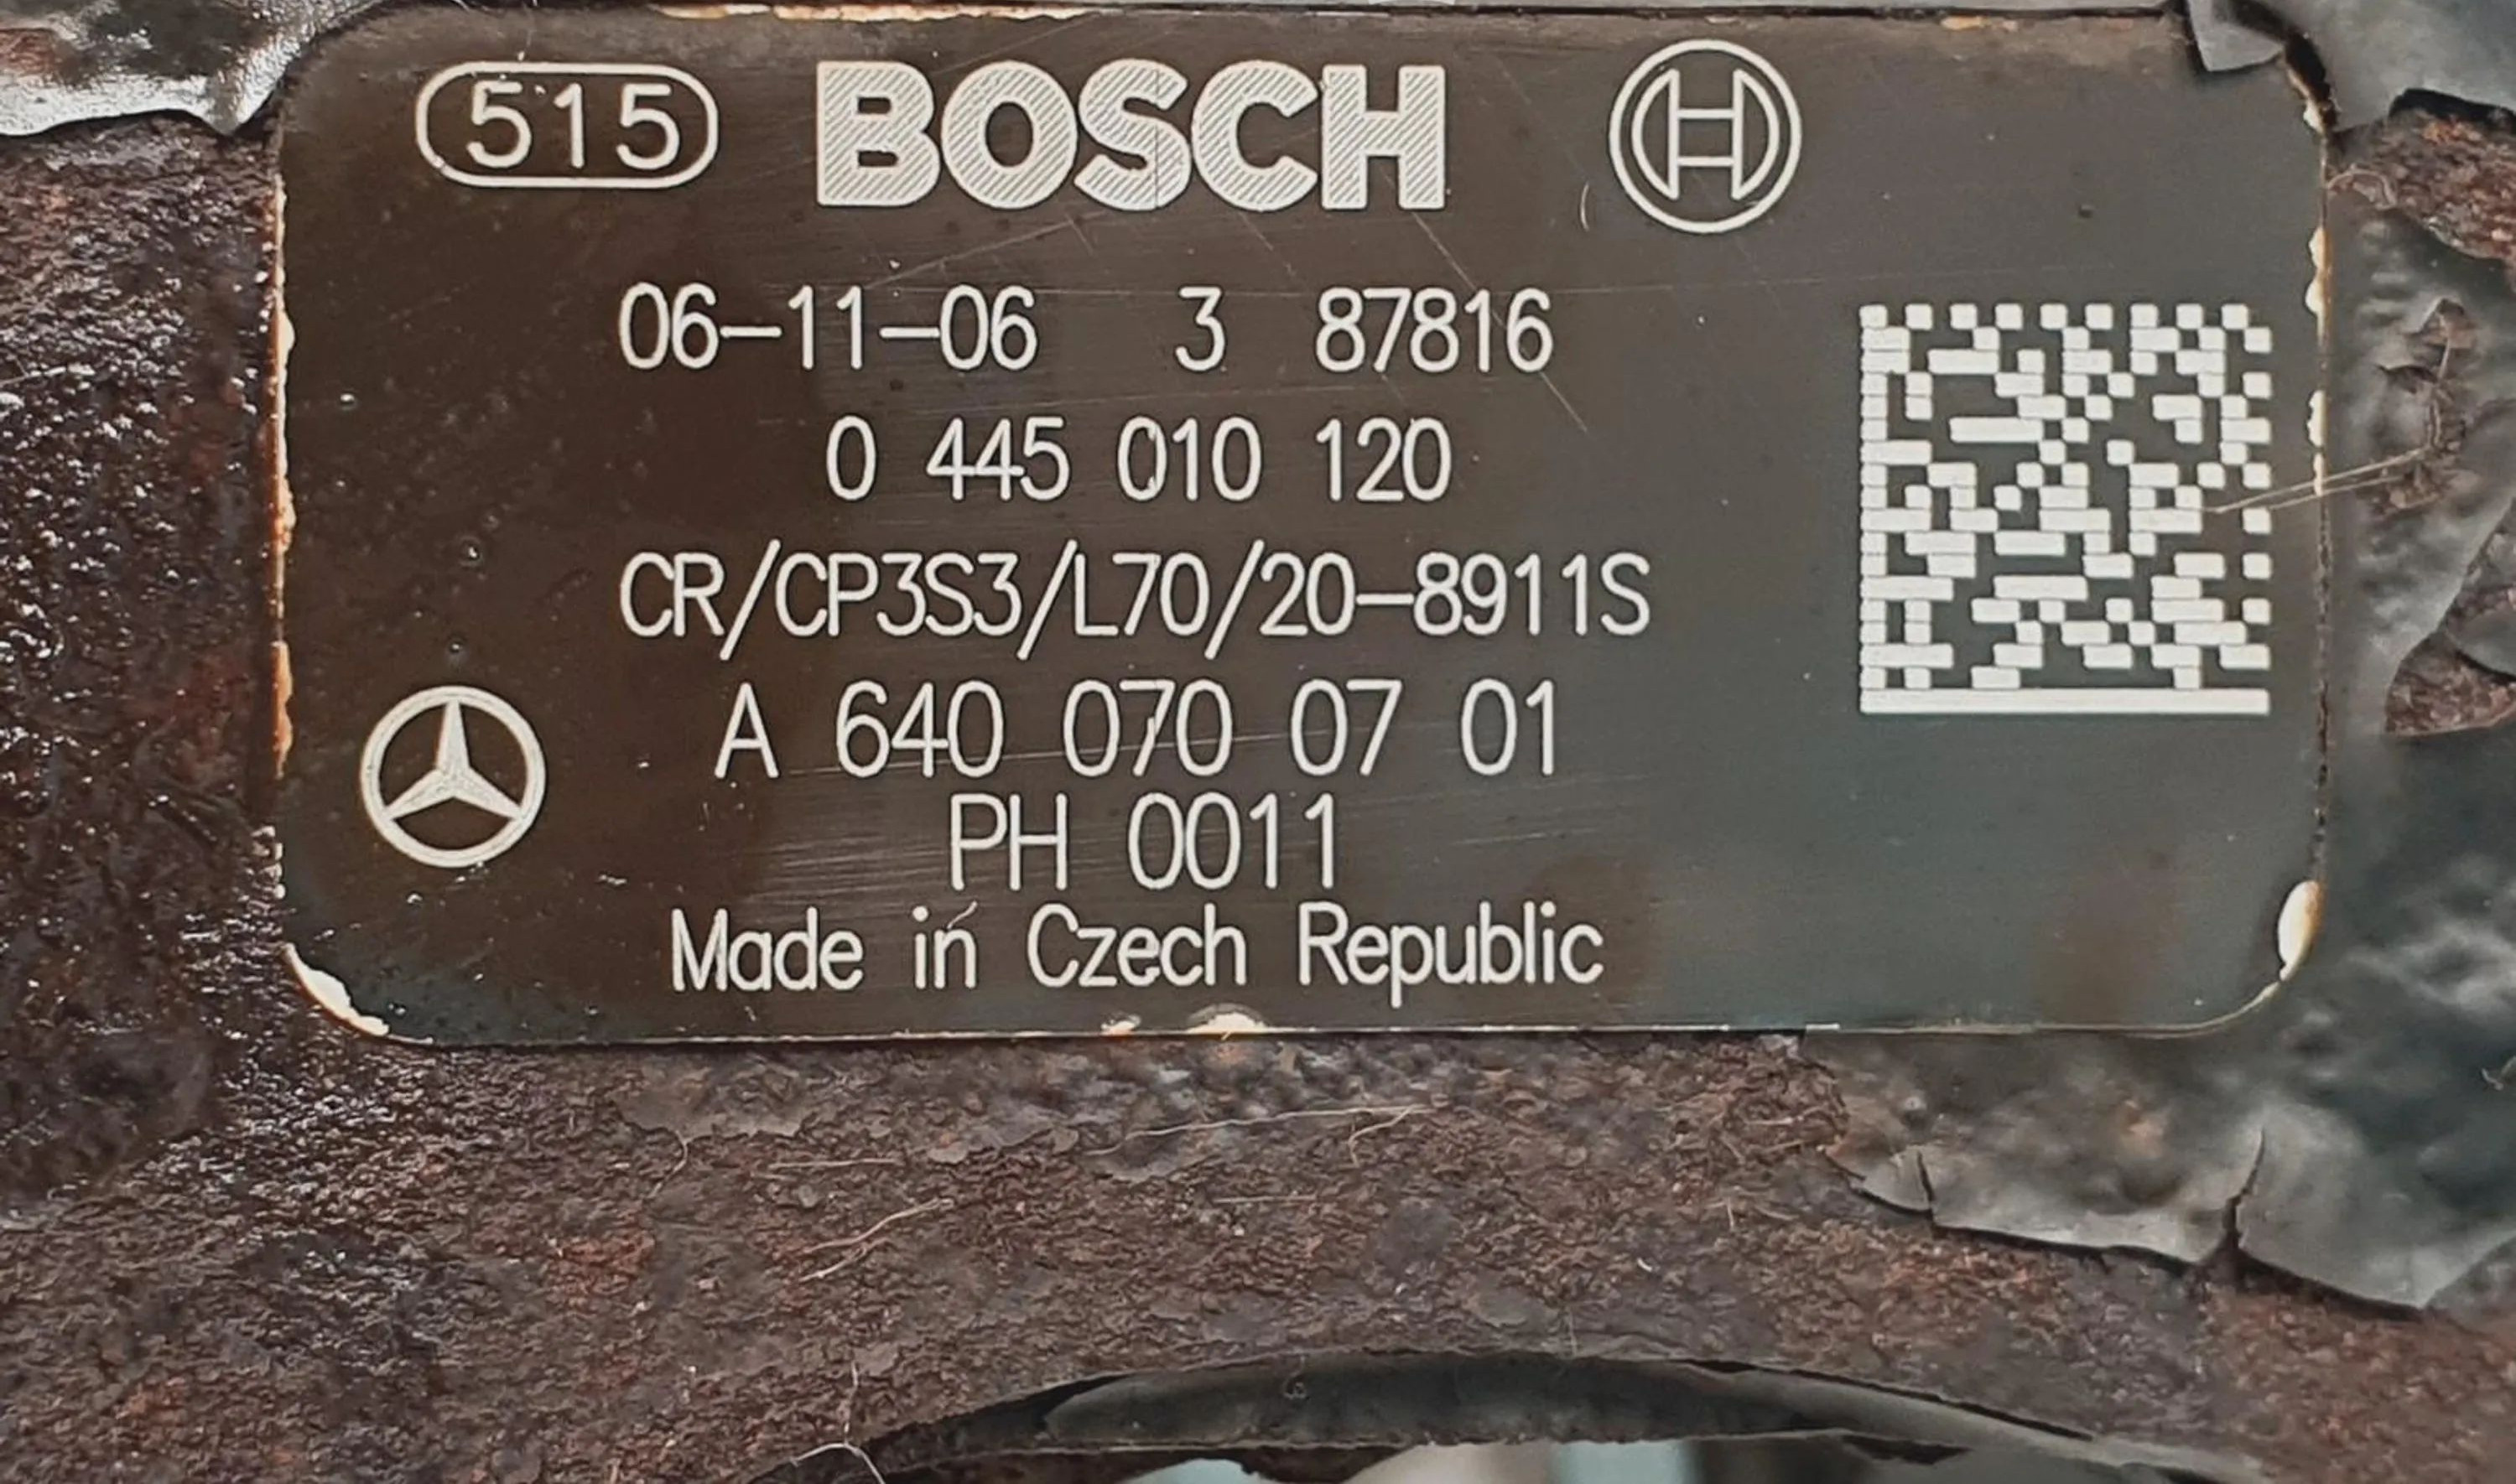 515 BOSCH
06-11-06 3 87816
0 445 010 120
CR/CP3S3/L70/20-8911S
A 640 070 07 01
PH 0011
Made in Czech Republic